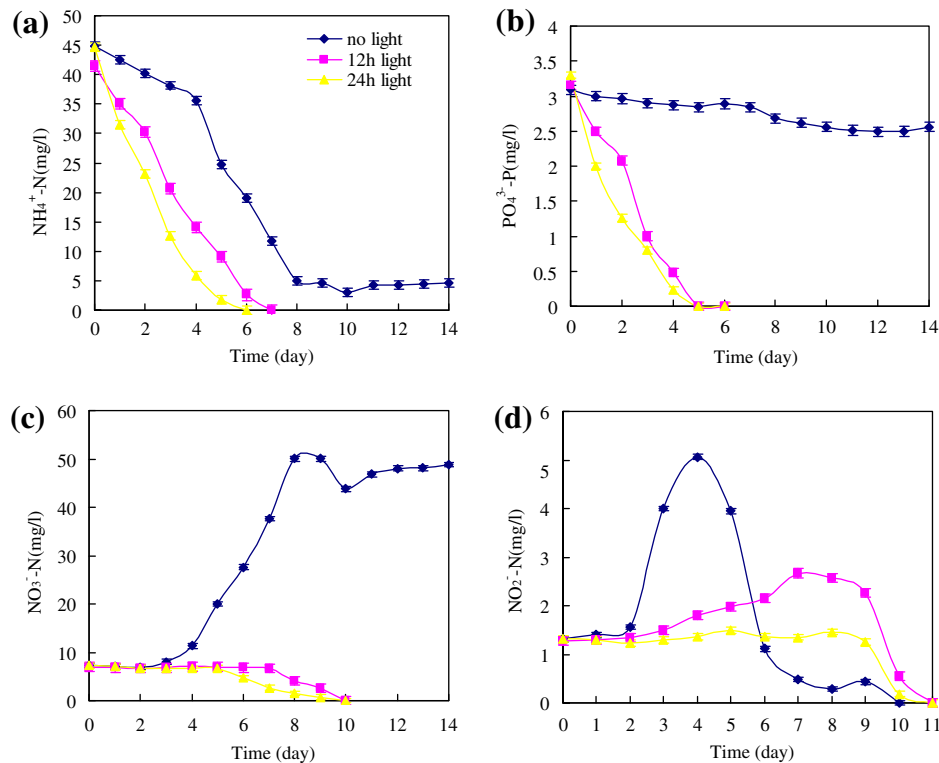 (a)
50
45
40
35
30
25
20
15
10
5
0
NH₄⁺-N(mg/l)
no light
12h light
24h light
0 2 4 6 8 10 12 14
Time (day)
(b)
4
3.5
3
2.5
2
1.5
1
0.5
0
PO₄³⁻-P(mg/l)
0 2 4 6 8 10 12 14
Time (day)
(c)
60
50
40
30
20
10
0
NO₃⁻-N(mg/l)
0 2 4 6 8 10 12 14
Time (day)
(d)
6
5
4
3
2
1
0
NO₂⁻-N(mg/l)
0 1 2 3 4 5 6 7 8 9 10 11
Time (day)